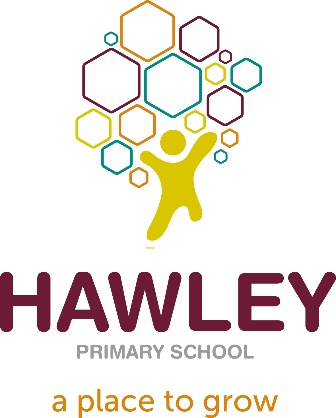 HAWLEY
PRIMARY SCHOOL
a place to grow